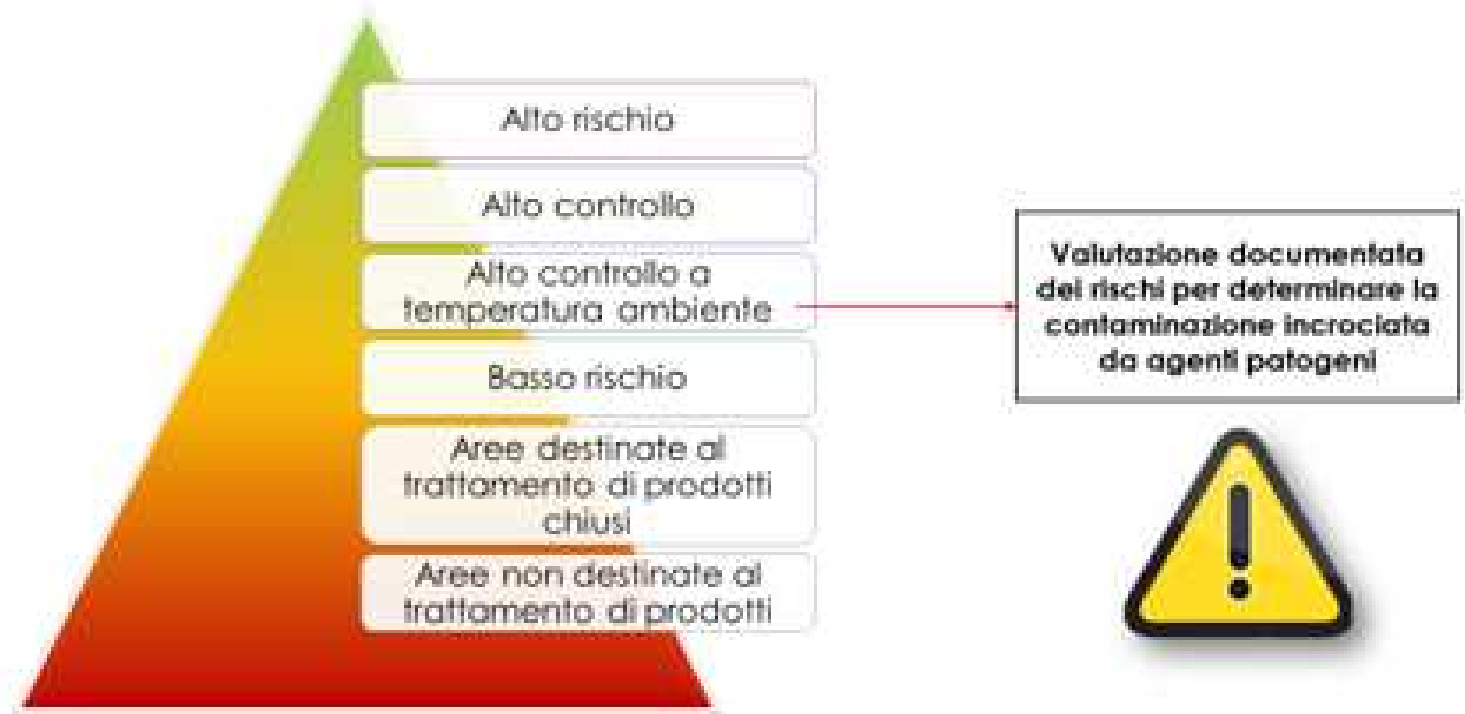 Alto rischio
Alto controllo
Alto controllo a
temperatura ambiente
Basso rischio
Aree destinate al
trattamento di prodotti
chiusi
Aree non destinate al
trattamento di prodotti
Valutazione documentata
dei rischi per determinare la
contaminazione incrociata
da agenti patogeni